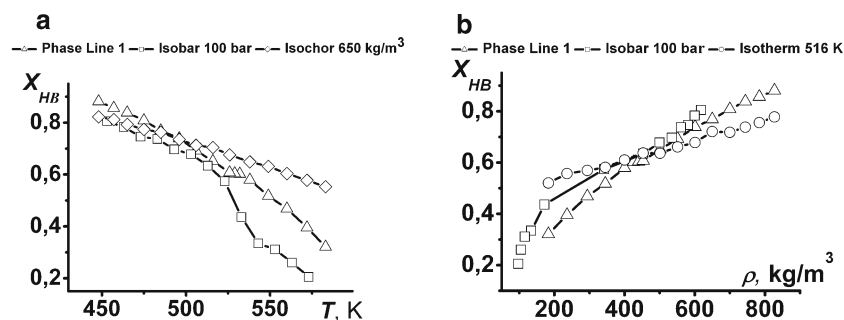 a
Phase Line 1 Isobar 100 bar Isochor 650 kg/m³
X HB
0,8
0,6
0,4
0,2
450 500 550 T, K
b
Phase Line 1 Isobar 100 bar Isotherm 516 K
X HB
0,8
0,6
0,4
0,2
200 400 600 800
ρ, kg/m³